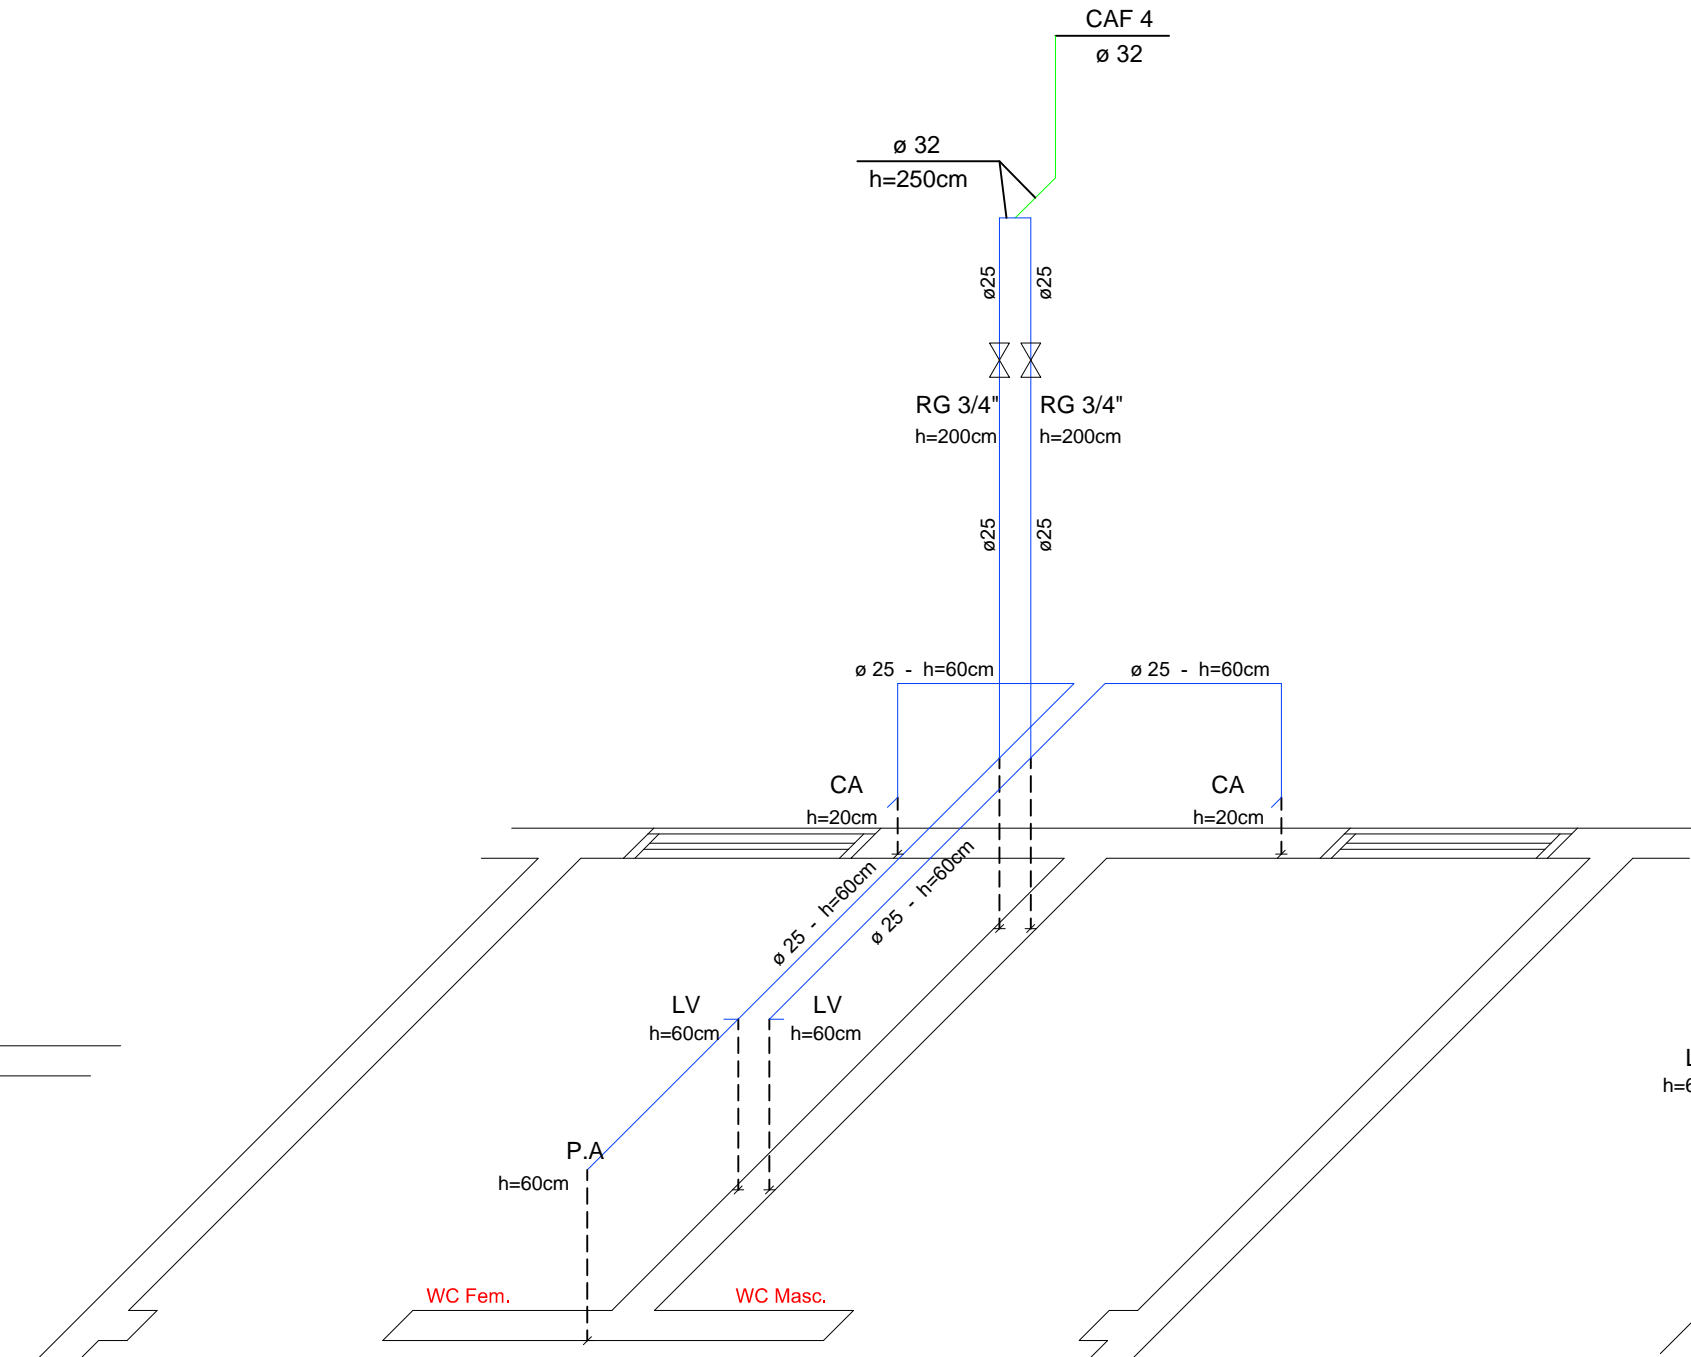 CAF 4
ø 32
ø 32
h=250cm
ø25
ø25
RG 3/4"
RG 3/4"
h=200cm
h=200cm
ø25
ø25
ø 25 - h=60cm
ø 25 - h=60cm
CA
CA
h=20cm
h=20cm
ø 25 - h=60cm
ø 25 - h=60cm
LV
LV
h=60cm
h=60cm
P.A
h=60cm
WC Fem.
WC Masc.